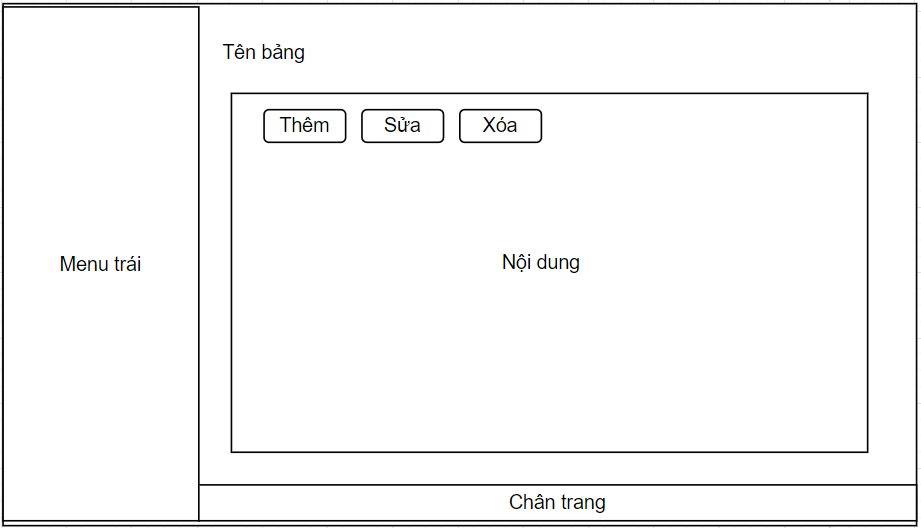 Tên bảng
Thêm Sửa Xóa
Menu trái
Nội dung
Chân trang